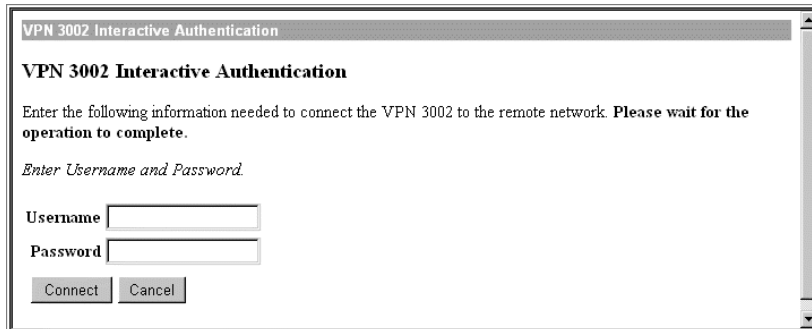 VPN 3002 Interactive Authentication
VPN 3002 Interactive Authentication
Enter the following information needed to connect the VPN 3002 to the remote network. Please wait for the
operation to complete.
Enter Username and Password.
Username
Password
Connect Cancel